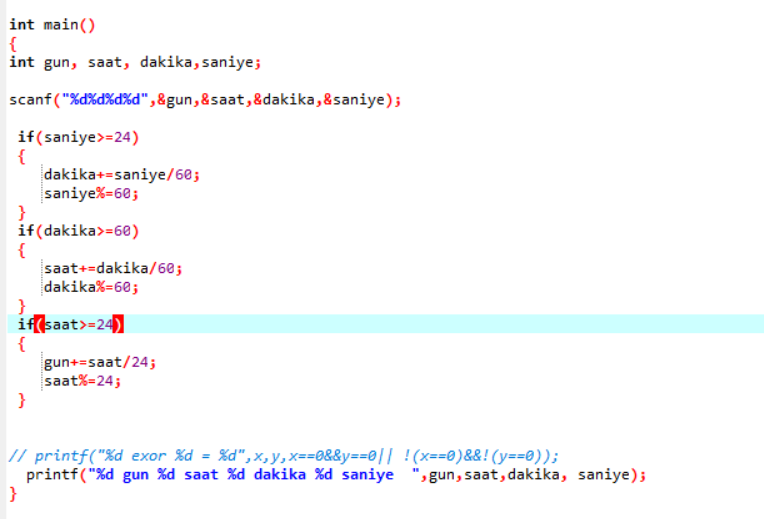 int main()
{
int gun, saat, dakika,saniye;
scanf("%d%d%d%d",&gun,&saat,&dakika,&saniye);
if(saniye>=24)
{
dakika+=saniye/60;
saniye%=60;
}
if(dakika>=60)
{
saat+=dakika/60;
dakika%=60;
}
if(saat>=24)
{
gun+=saat/24;
saat%=24;
}
// printf("%d exor %d = %d",x,y,x==0&&y==0|| !(x==0)&&!(y==0));
printf("%d gun %d saat %d dakika %d saniye  ",gun,saat,dakika, saniye);
}